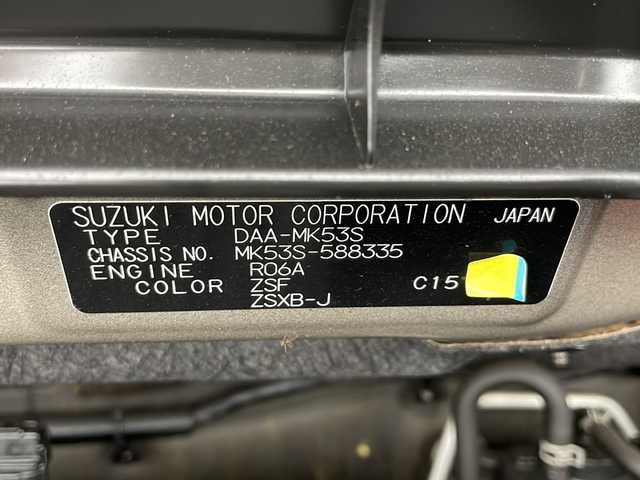 SUZUKI MOTOR CORPORATION JAPAN
TYPE DAA-MK53S
CHASSIS NO. MK53S-588335
ENGINE R06A
COLOR ZSF C15
ZSXB-J